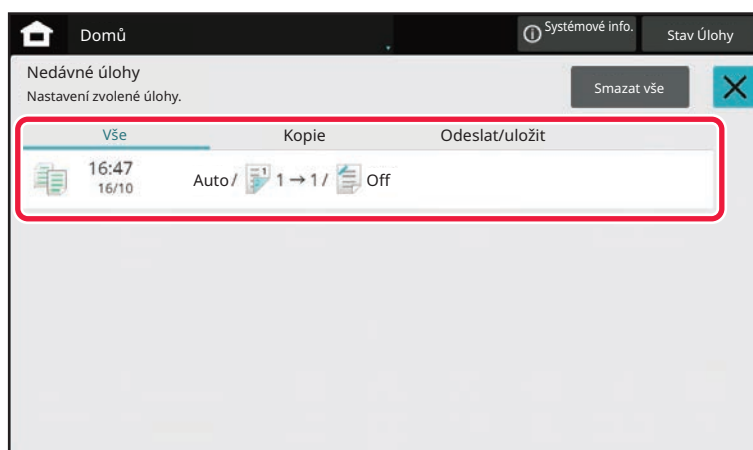 Domů
Systémové info.
Stav Úlohy
Nedávné úlohy
Nastavení zvolené úlohy.
Smazat vše
Vše Kopie Odeslat/uložit
16:47
16/10
Auto / 1 1 → 1 / Off